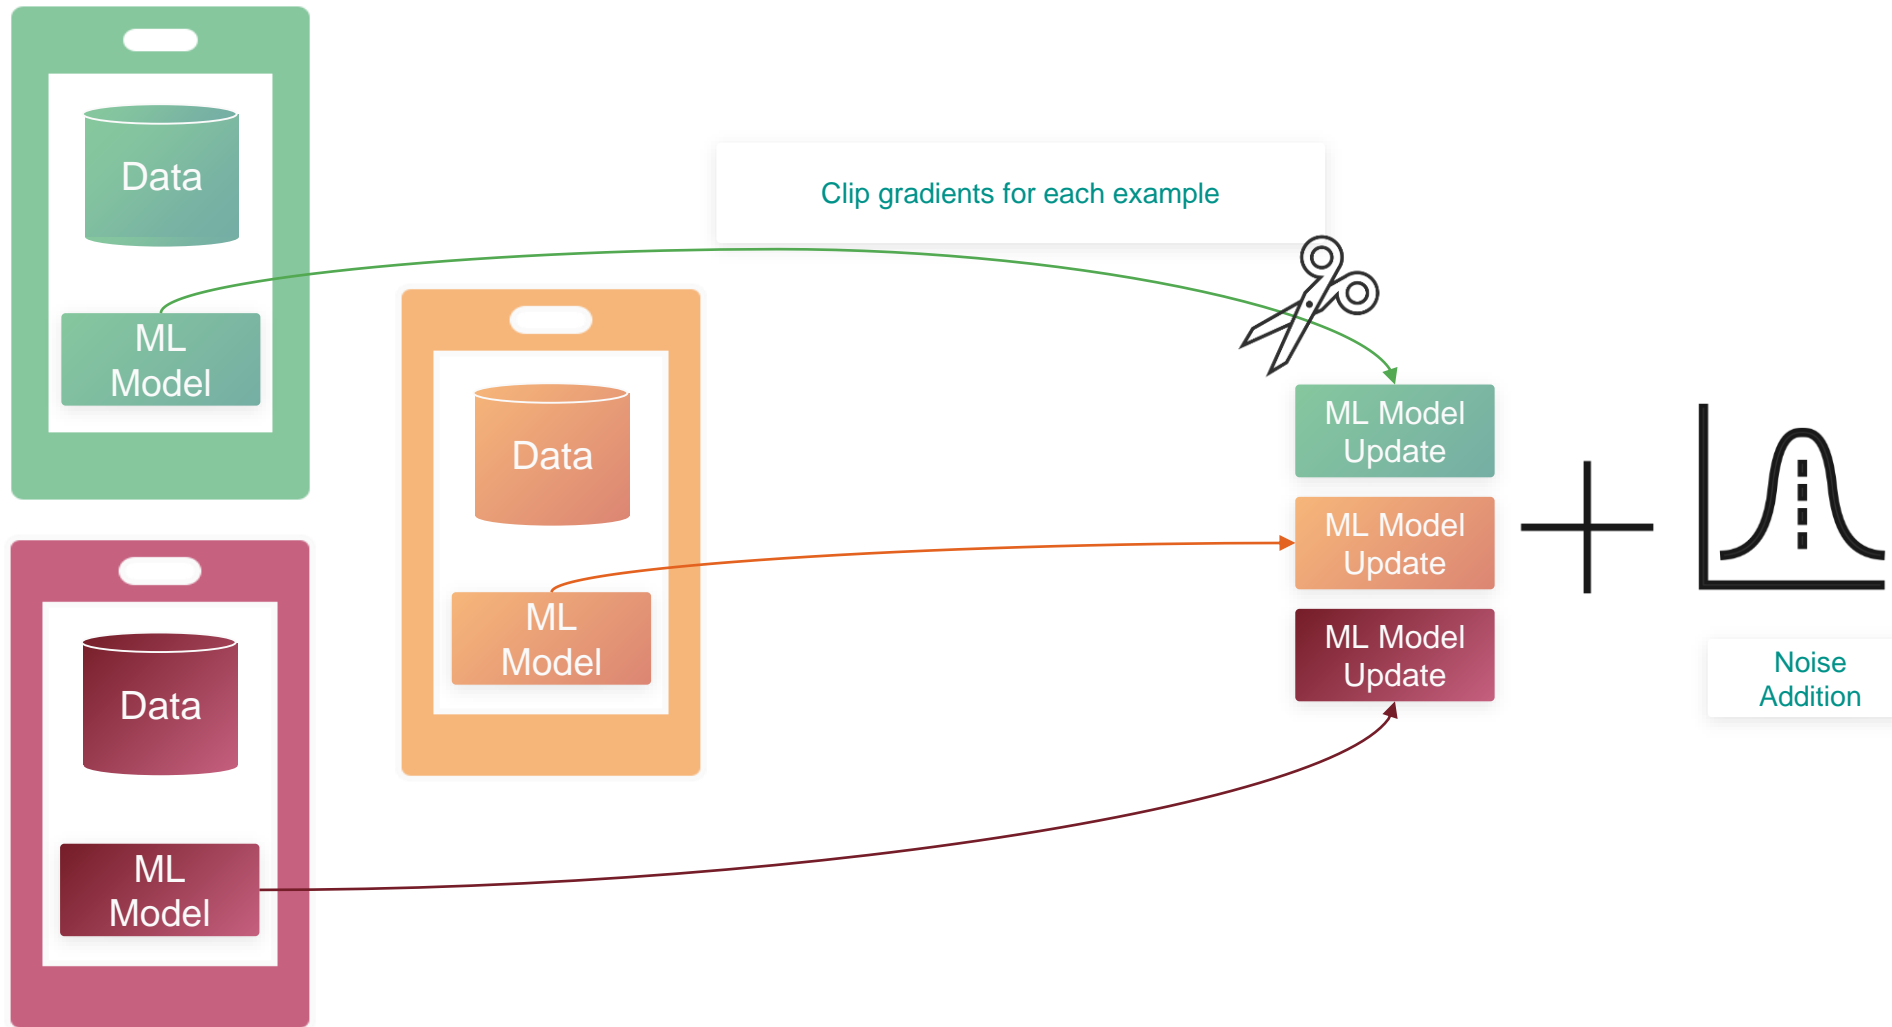 Data
ML
Model
Clip gradients for each example
Data
ML
Model
Data
ML
Model
ML Model
Update
ML Model
Update
ML Model
Update
Noise
Addition